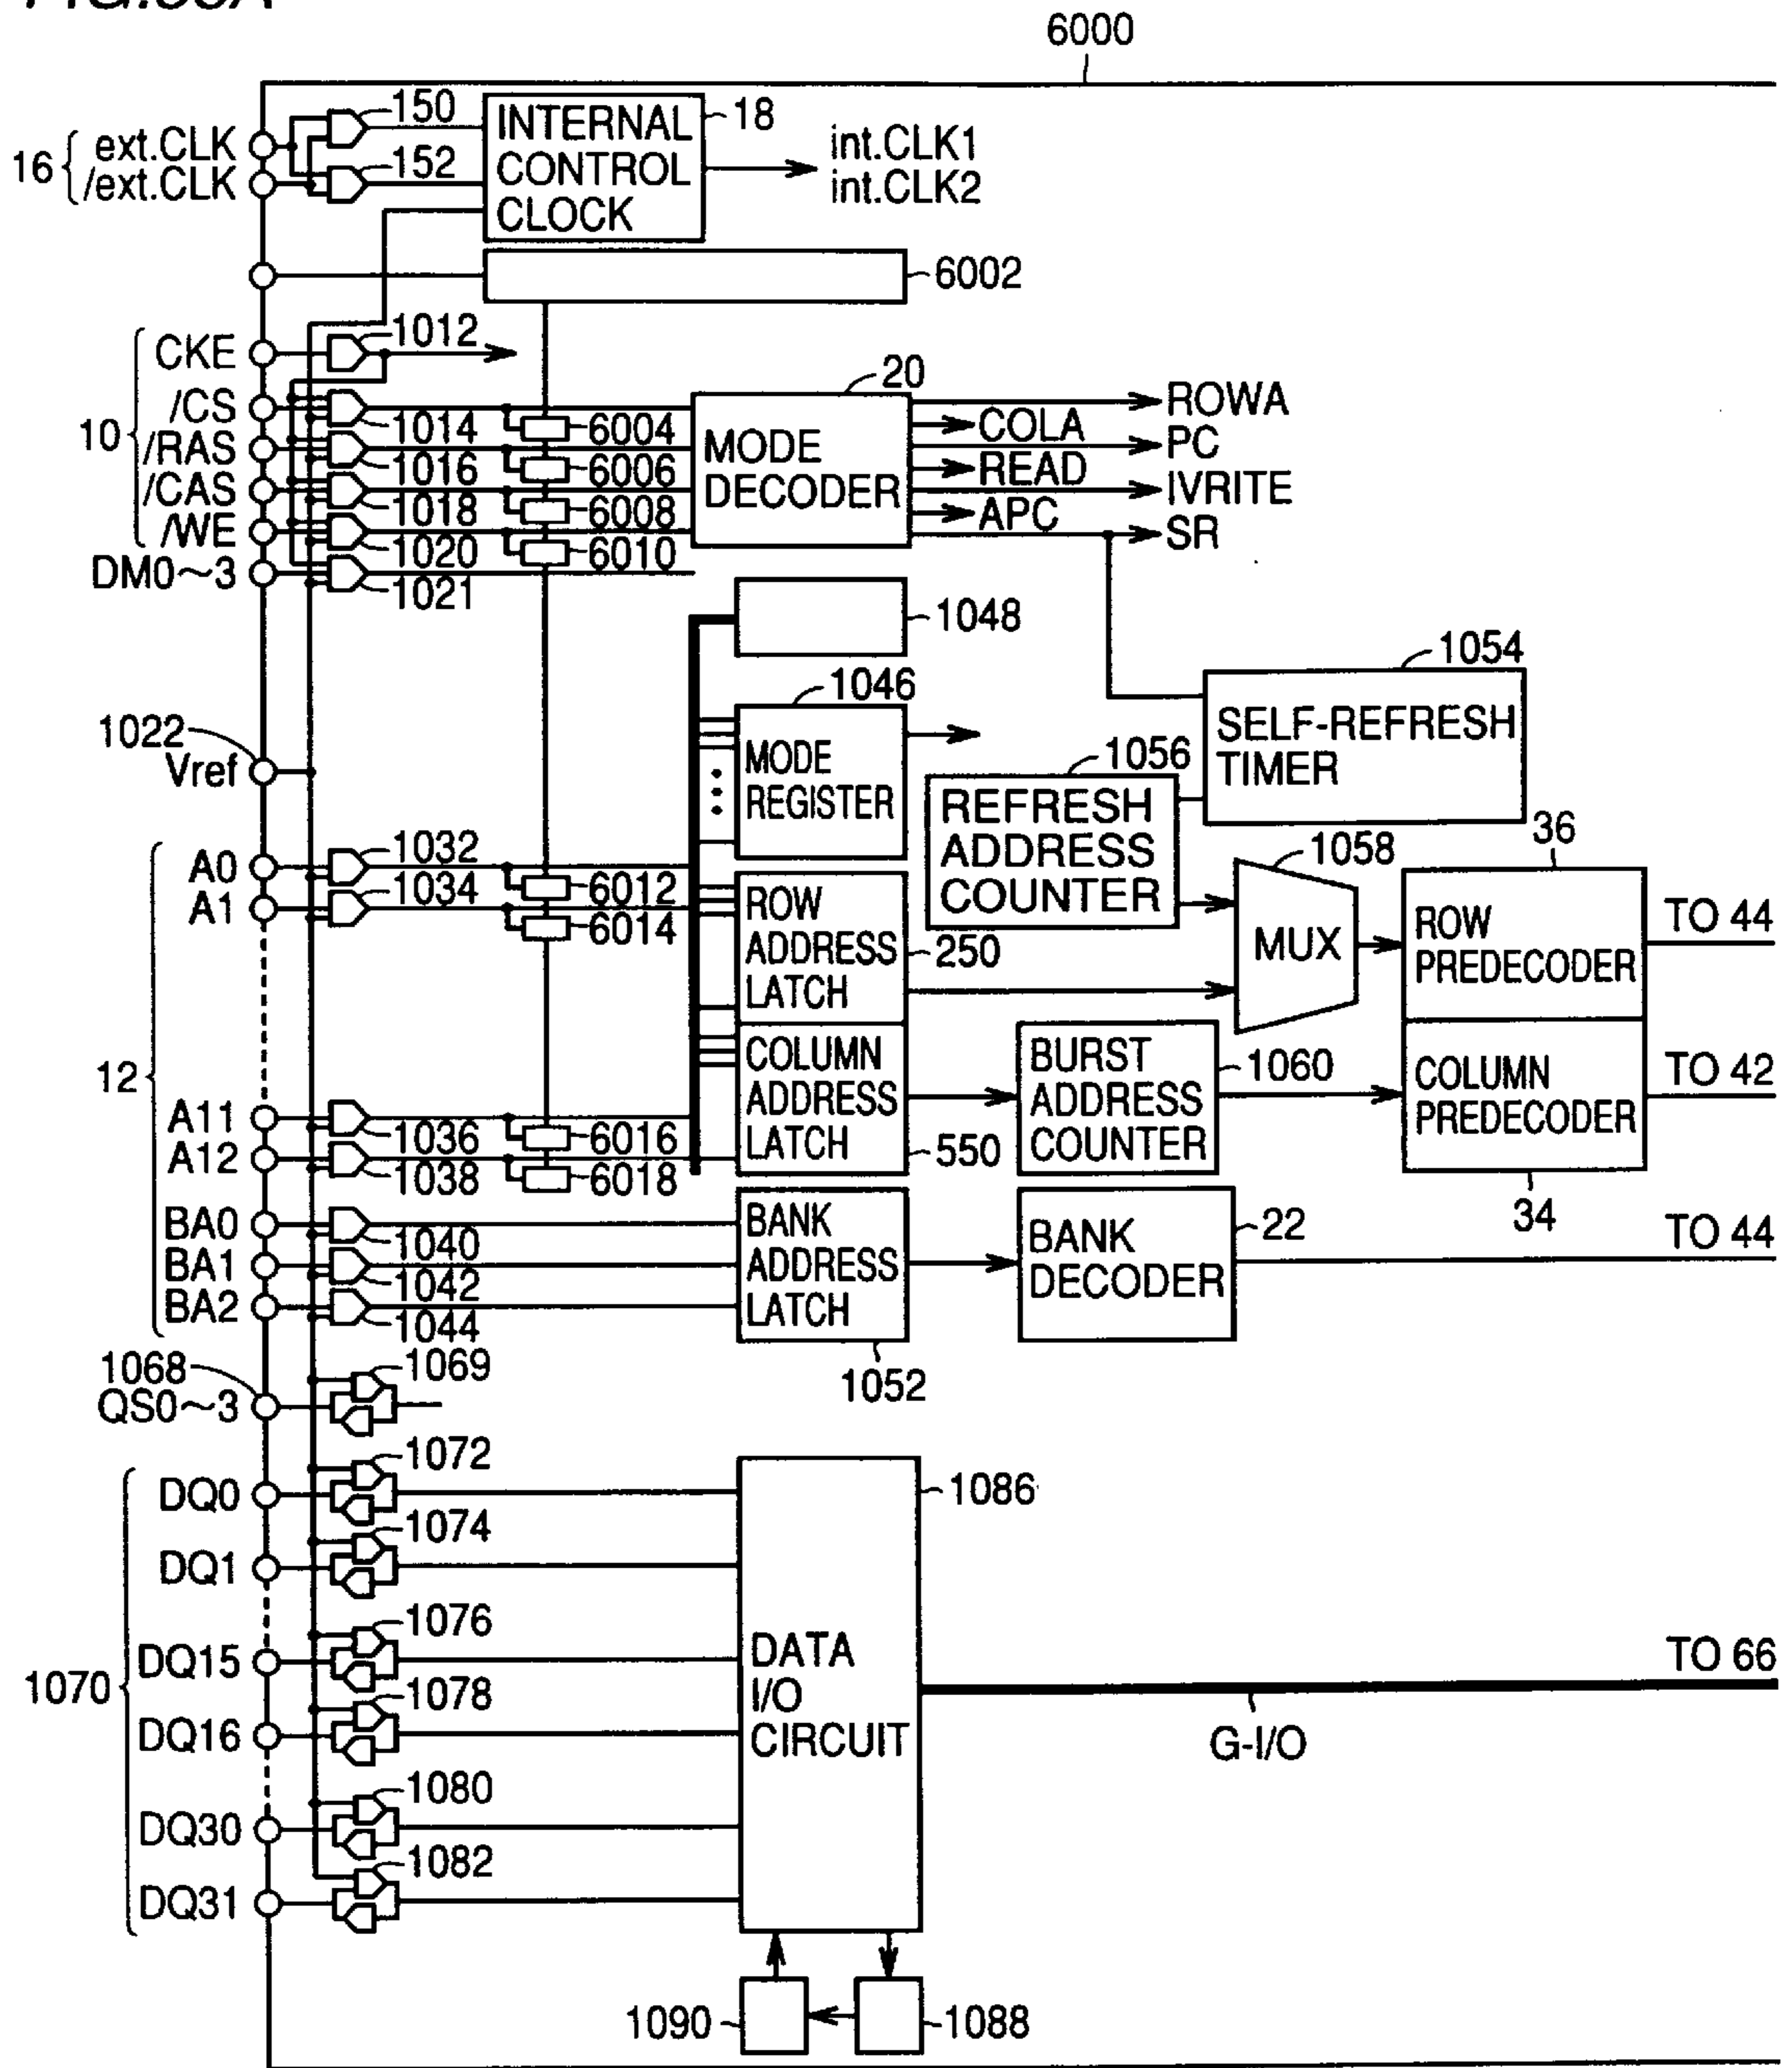 6000
16
ext.CLK
/ext.CLK
150
152
INTERNAL
CONTROL
CLOCK
18
int.CLK1
int.CLK2
6002
10
CKE
1012
/CS
1014
/RAS
1016
/CAS
1018
/WE
1020
DM0~3
1021
6004
6006
6008
6010
20
MODE
DECODER
ROWA
COLA
PC
READ
IVRITE
APC
SR
1048
1022
Vref
1046
MODE
REGISTER
1054
SELF-REFRESH
TIMER
1056
REFRESH
ADDRESS
COUNTER
12
A0
1032
A1
1034
6012
6014
ROW
ADDRESS
LATCH
250
1058
MUX
36
ROW
PREDECODER
TO 44
A11
1036
A12
1038
6016
6018
COLUMN
ADDRESS
LATCH
550
BURST
ADDRESS
COUNTER
1060
COLUMN
PREDECODER
34
TO 42
BA0
1040
BA1
1042
BA2
1044
BANK
ADDRESS
LATCH
1052
BANK
DECODER
22
TO 44
1068
QS0~3
1069
1070
DQ0
1072
DQ1
1074
DQ15
1076
DQ16
1078
DQ30
1080
DQ31
1082
DATA
I/O
CIRCUIT
1086
G-I/O
TO 66
1090
1088